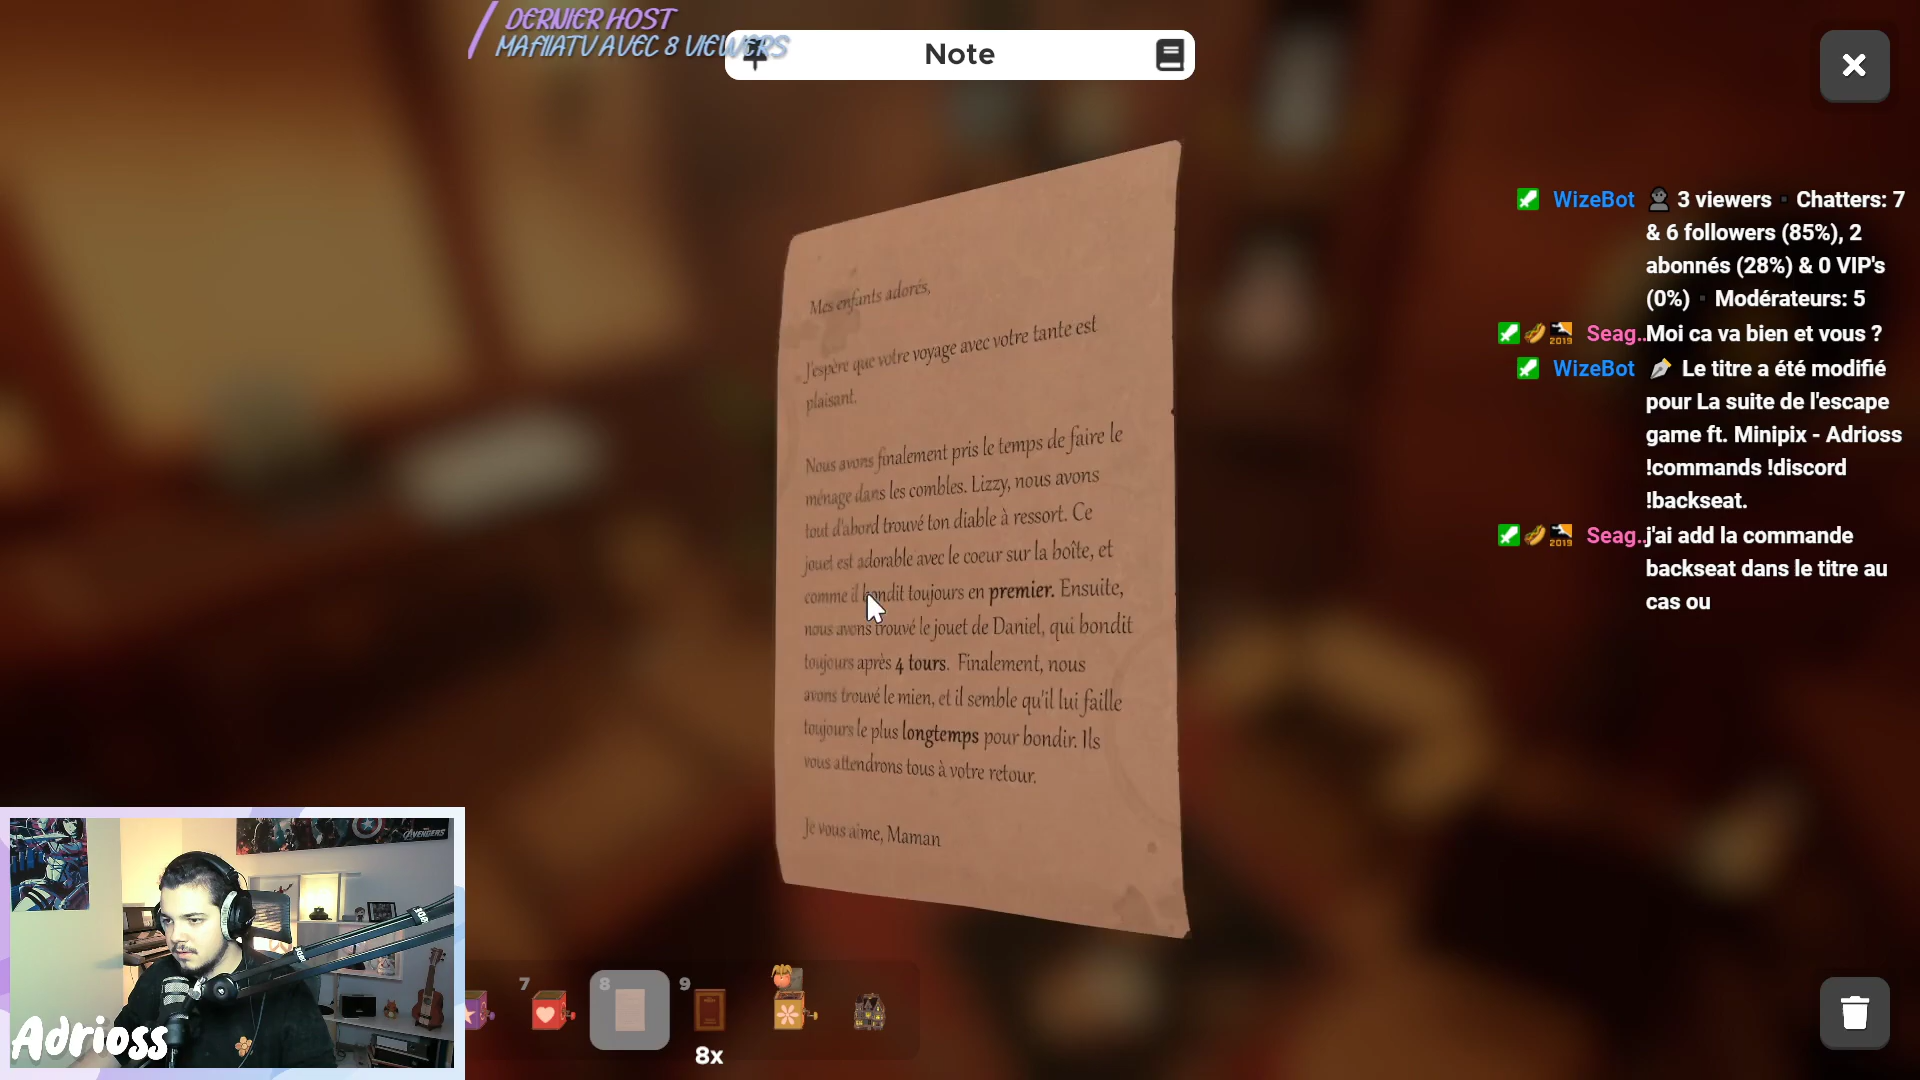 DERNIER HOST
MAFIIATV AVEC 8 VIEWERS
Note
Mes enfants adorés,
J'espère que votre voyage avec votre tante est
plaisant.
Nous avons finalement pris le temps de faire le
ménage dans les combles. Lizzy, nous avons
tout d'abord trouvé ton diable à ressort. Ce
jouet est adorable avec le coeur sur la boîte, et
comme il bondit toujours en premier. Ensuite,
nous avons trouvé le jouet de Daniel, qui bondit
toujours après 4 tours. Finalement, nous
avons trouvé le mien, et il semble qu'il lui faille
toujours le plus longtemps pour bondir. Ils
vous attendrons tous à votre retour.
Je vous aime, Maman
WizeBot 3 viewers ▪ Chatters: 7
& 6 followers (85%), 2
abonnés (28%) & 0 VIP's
(0%) ▪ Modérateurs: 5
2019 Seag..Moi ca va bien et vous ?
WizeBot Le titre a été modifié
pour La suite de l'escape
game ft. Minipix - Adrioss
!commands !discord
!backseat.
2019 Seag..j'ai add la commande
backseat dans le titre au
cas ou
AVENGERS
Adrioss
7
8
9
8x